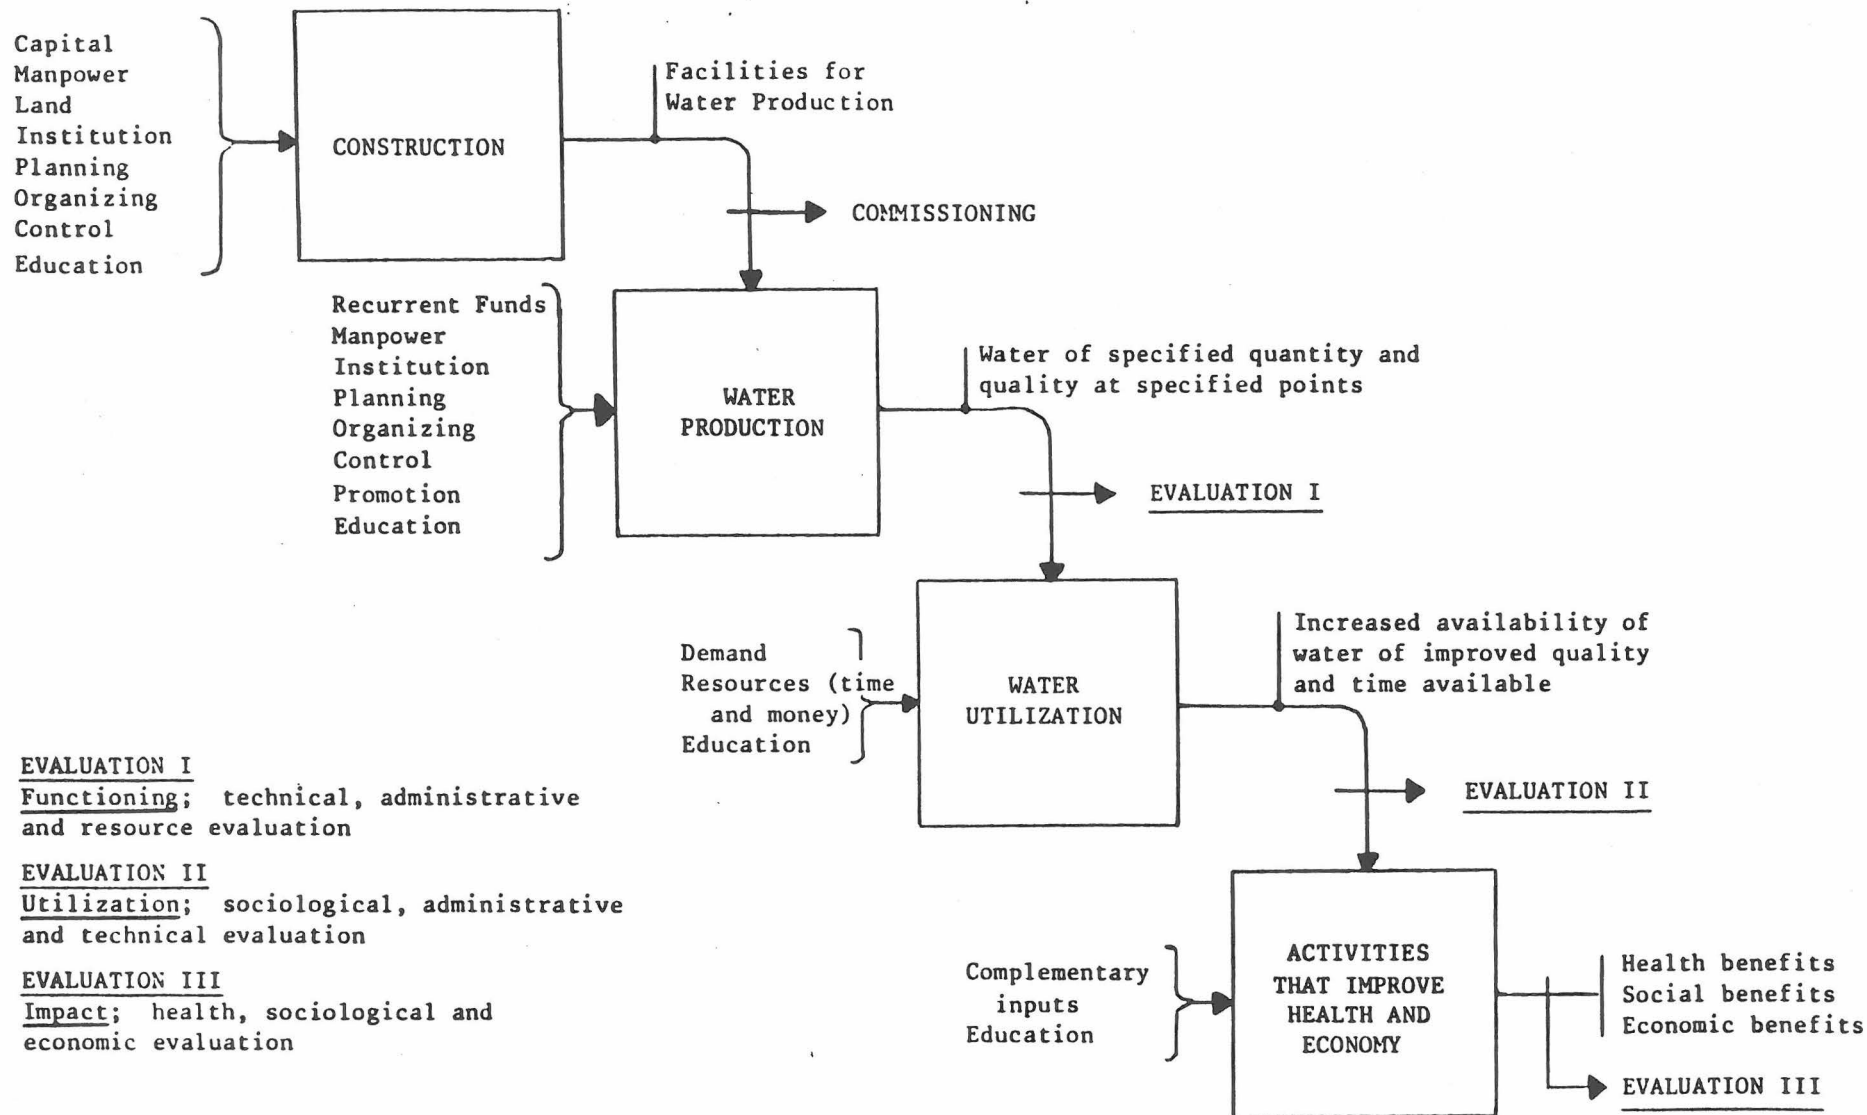 Capital
Manpower
Land
Institution
Planning
Organizing
Control
Education
CONSTRUCTION
Facilities for
Water Production
COMMISSIONING
Recurrent Funds
Manpower
Institution
Planning
Organizing
Control
Promotion
Education
WATER
PRODUCTION
Water of specified quantity and
quality at specified points
EVALUATION I
Demand
Resources (time
and money)
Education
WATER
UTILIZATION
Increased availability of
water of improved quality
and time available
EVALUATION II
Complementary
inputs
Education
ACTIVITIES
THAT IMPROVE
HEALTH AND
ECONOMY
Health benefits
Social benefits
Economic benefits
EVALUATION III
EVALUATION I
Functioning; technical, administrative
and resource evaluation
EVALUATION II
Utilization; sociological, administrative
and technical evaluation
EVALUATION III
Impact; health, sociological and
economic evaluation